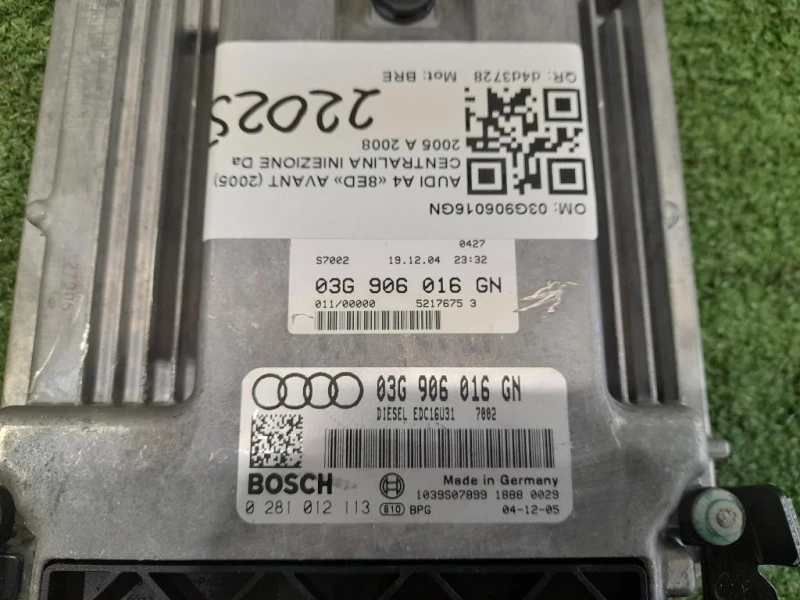 QR: d4d3728 Mot: BRE
22025
2005 A 2008
CENTRALINA INIEZIONE Da
AUDI A4 «8ED» AVANT (2005)
OM: 03G906016GN
0427
S7002 19.12.04 23:32
03G 906 016 GN
011/00000 5217675 3
03G 906 016 GN
DIESEL EDC16U31 7002
BOSCH
Made in Germany
1039S07899 1888 0029
0 281 012 113 810 BPG 04-12-05